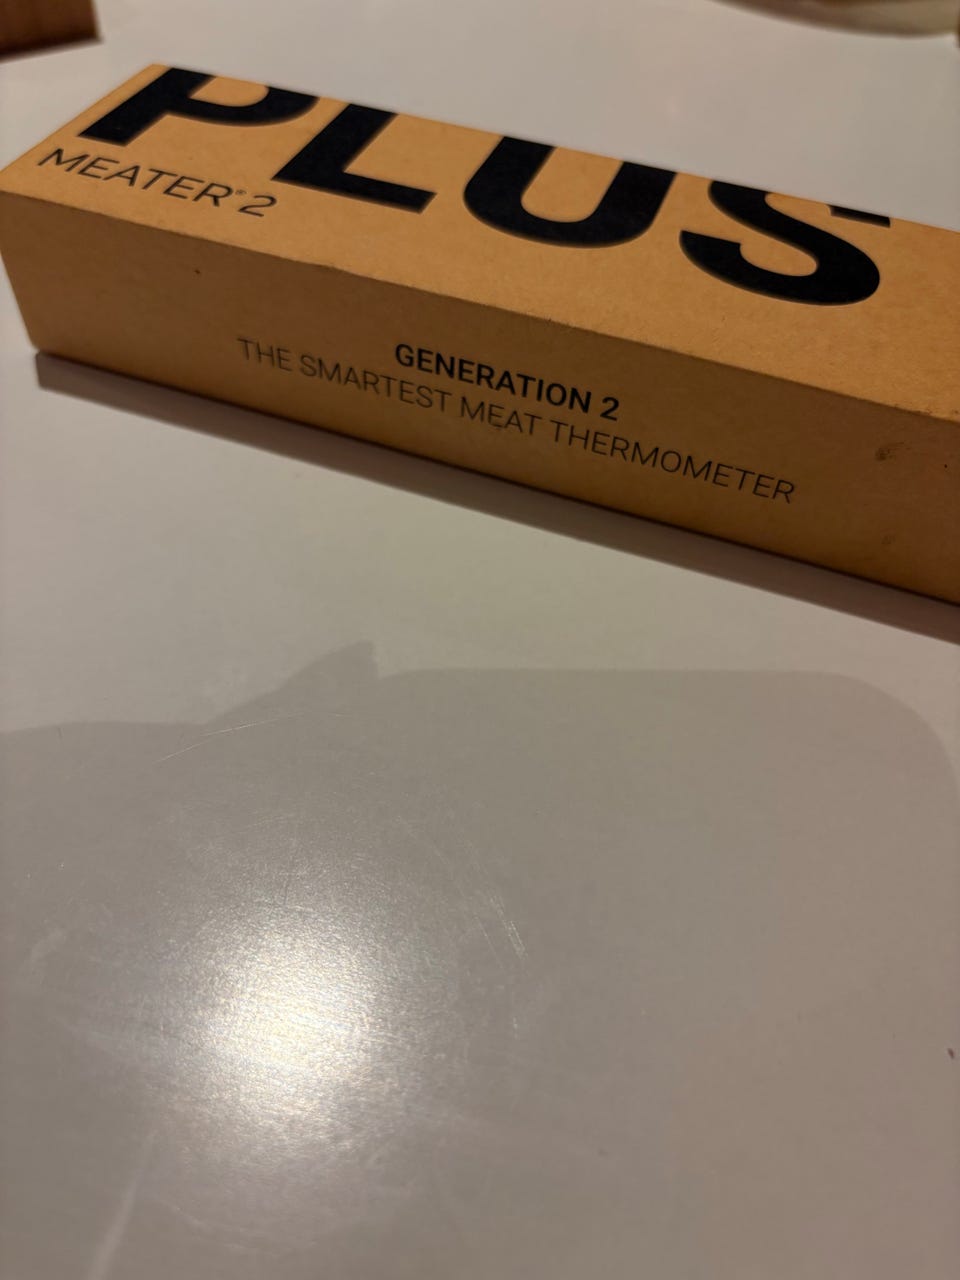 PLUS
MEATER® 2
GENERATION 2
THE SMARTEST MEAT THERMOMETER